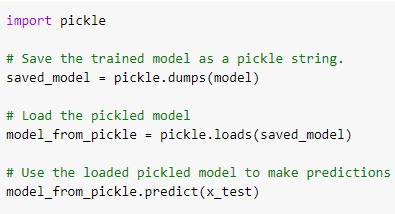 import pickle
# Save the trained model as a pickle string.
saved_model = pickle.dumps(model)
# Load the pickled model
model_from_pickle = pickle.loads(saved_model)
# Use the loaded pickled model to make predictions
model_from_pickle.predict(x_test)